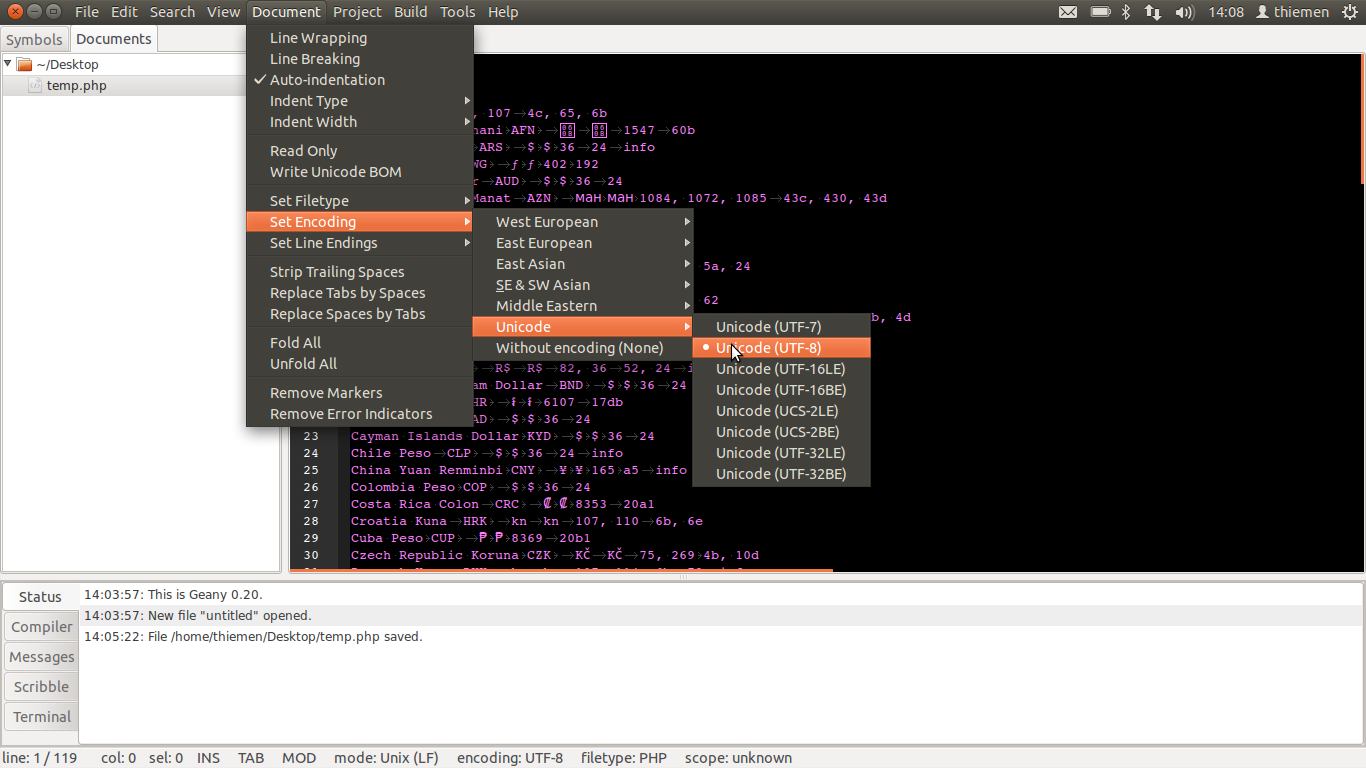 File Edit Search View Document Project Build Tools Help 14:08 thiemen
Symbols Documents
~/Desktop
temp.php
Line Wrapping
Line Breaking
Auto-indentation
Indent Type
Indent Width
Read Only
Write Unicode BOM
Set Filetype
Set Encoding
Set Line Endings
Strip Trailing Spaces
Replace Tabs by Spaces
Replace Spaces by Tabs
Fold All
Unfold All
Remove Markers
Remove Error Indicators
West European
East European
East Asian
SE & SW Asian
Middle Eastern
Unicode
Without encoding (None)
Unicode (UTF-7)
Unicode (UTF-8)
Unicode (UTF-16LE)
Unicode (UTF-16BE)
Unicode (UCS-2LE)
Unicode (UCS-2BE)
Unicode (UTF-32LE)
Unicode (UTF-32BE)
, 107 4c, 65, 6b
AFN 1547 60b
ARS $ $ 36 24 info
ƒ ƒ 402 192
AUD $ $ 36 24
Manat AZN ман ман 1084, 1072, 1085 43c, 430, 43d
5a, 24
62
, 4d
R$ R$ 82, 36 52, 24
Dollar BND $ $ 36 24
៛ ៛ 6107 17db
$ $ 36 24
23 Cayman Islands Dollar KYD $ $ 36 24
24 Chile Peso CLP $ $ 36 24 info
25 China Yuan Renminbi CNY ¥ ¥ 165 a5 info
26 Colombia Peso COP $ $ 36 24
27 Costa Rica Colon CRC ₡ ₡ 8353 20a1
28 Croatia Kuna HRK kn kn 107, 110 6b, 6e
29 Cuba Peso CUP ₱ ₱ 8369 20b1
30 Czech Republic Koruna CZK KČ KČ 75, 269 4b, 10d
Status
Compiler
Messages
Scribble
Terminal
14:03:57: This is Geany 0.20.
14:03:57: New file "untitled" opened.
14:05:22: File /home/thiemen/Desktop/temp.php saved.
line: 1 / 119 col: 0 sel: 0 INS TAB MOD mode: Unix (LF) encoding: UTF-8 filetype: PHP scope: unknown